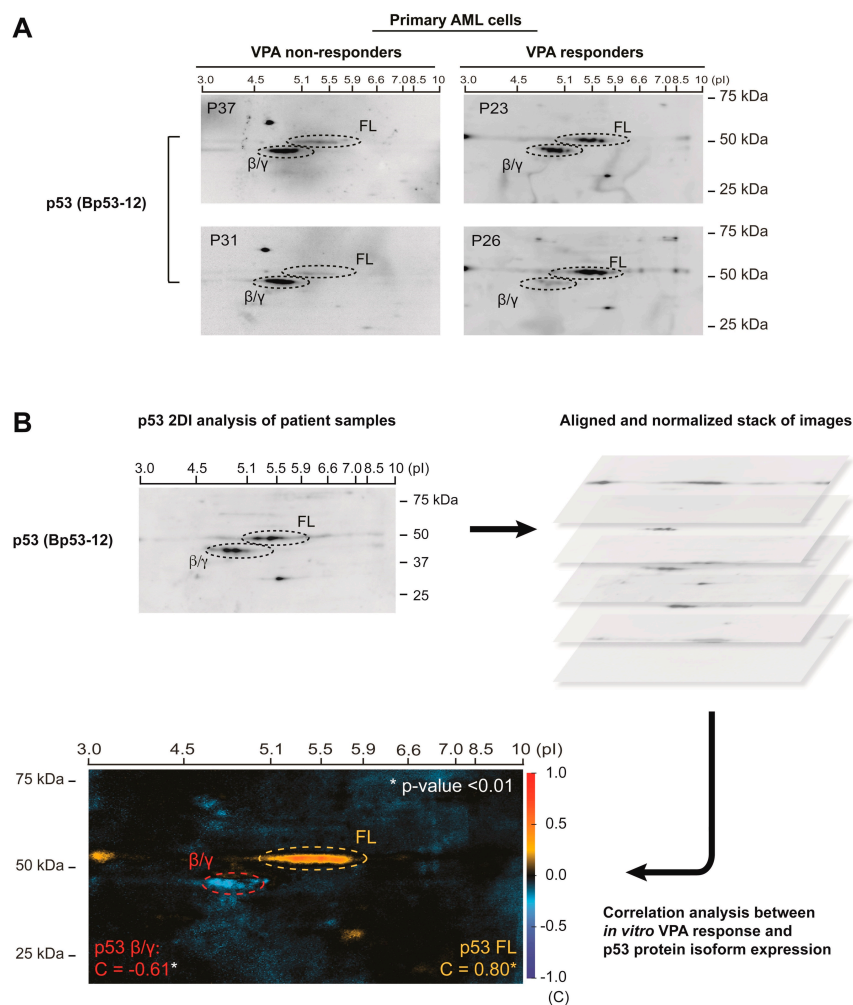 A
Primary AML cells
VPA non-responders
VPA responders
3.0 4.5 5.1 5.5 5.9 6.6 7.0 8.5 10
3.0 4.5 5.1 5.5 5.9 6.6 7.0 8.5 10 (pI)
P37
FL
β/γ
P23
FL
β/γ
75 kDa
50 kDa
25 kDa
p53 (Bp53-12)
P31
FL
β/γ
P26
FL
β/γ
75 kDa
50 kDa
25 kDa
B
p53 2DI analysis of patient samples
Aligned and normalized stack of images
3.0 4.5 5.1 5.5 5.9 6.6 7.0 8.5 10 (pI)
75 kDa
50
37
25
FL
β/γ
p53 (Bp53-12)
3.0 4.5 5.1 5.5 5.9 6.6 7.0 8.5 10 (pI)
75 kDa
50 kDa
25 kDa
* p-value <0.01
FL
β/γ
p53 β/γ:
C = -0.61*
p53 FL
C = 0.80*
1.0
0.5
0.0
-0.5
-1.0
(C)
Correlation analysis between
in vitro VPA response and
p53 protein isoform expression